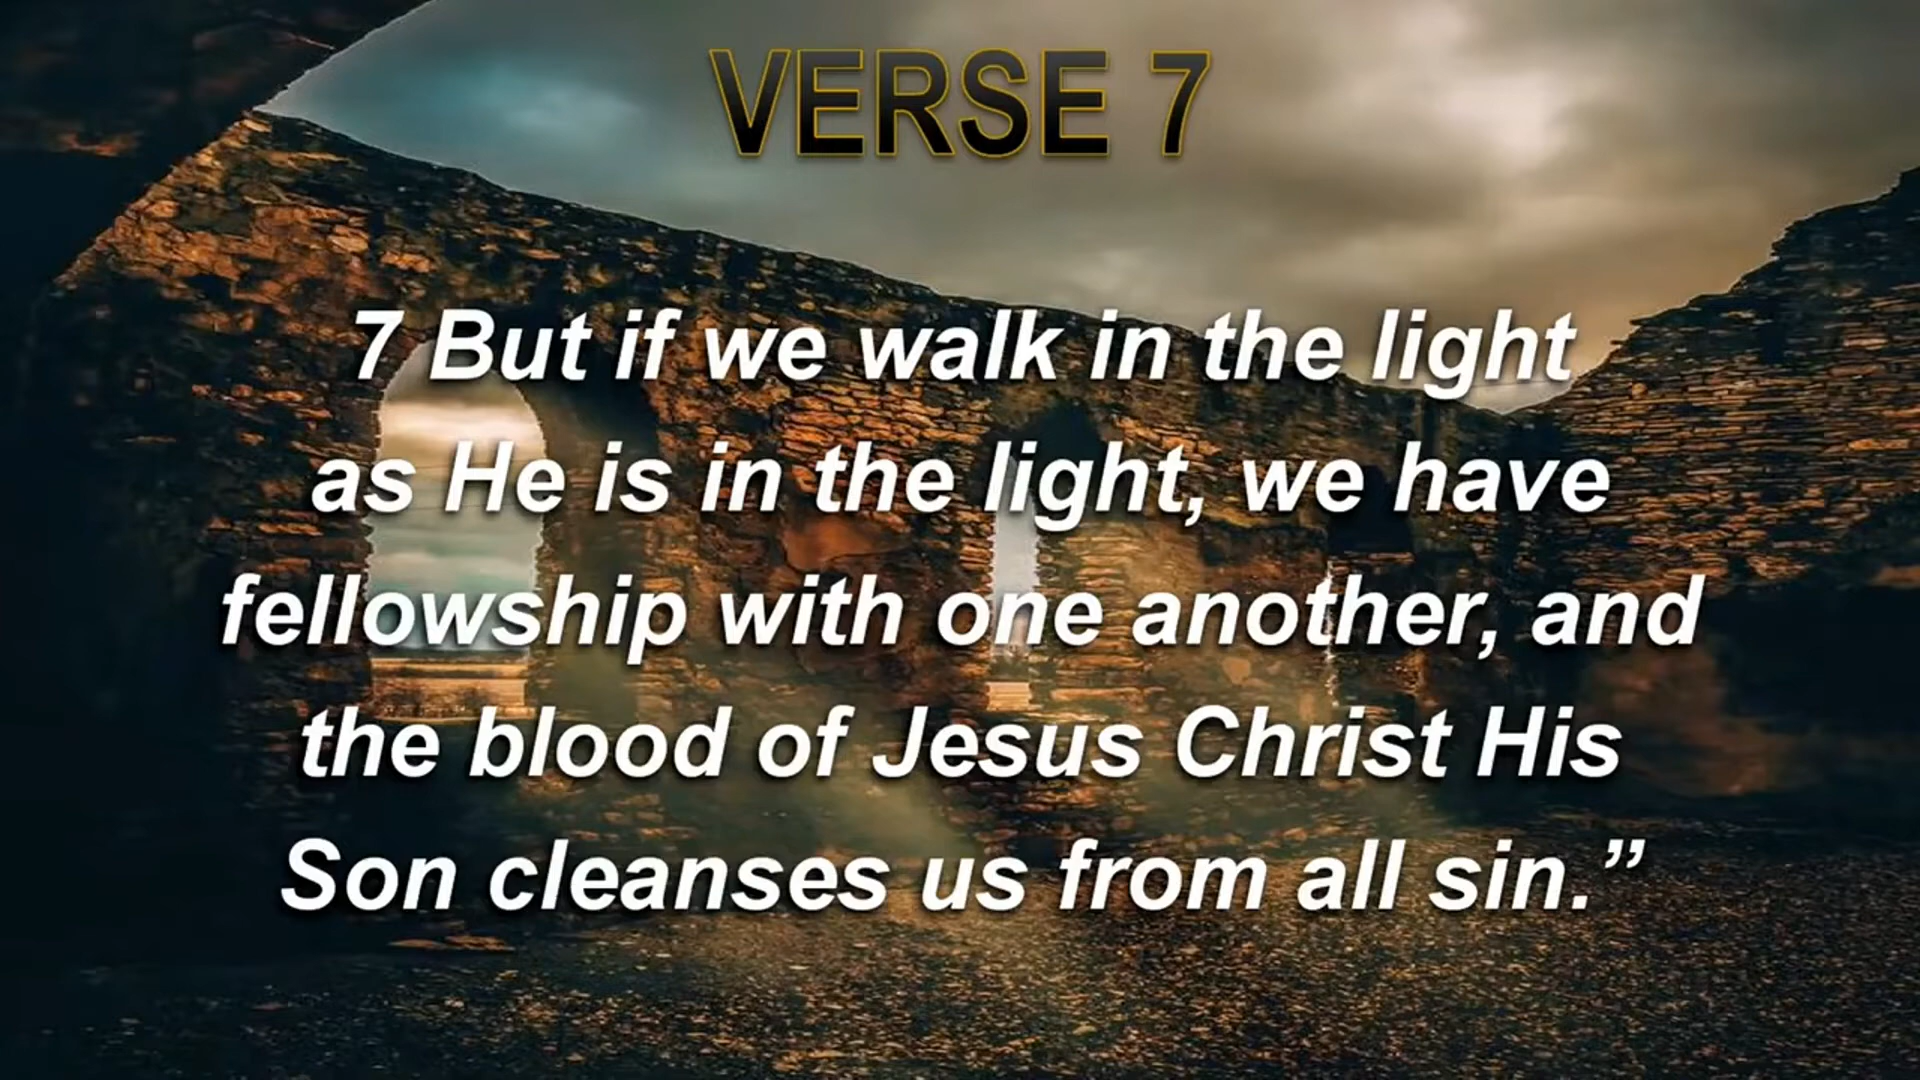 VERSE 7
7 But if we walk in the light
as He is in the light, we have
fellowship with one another, and
the blood of Jesus Christ His
Son cleanses us from all sin.”